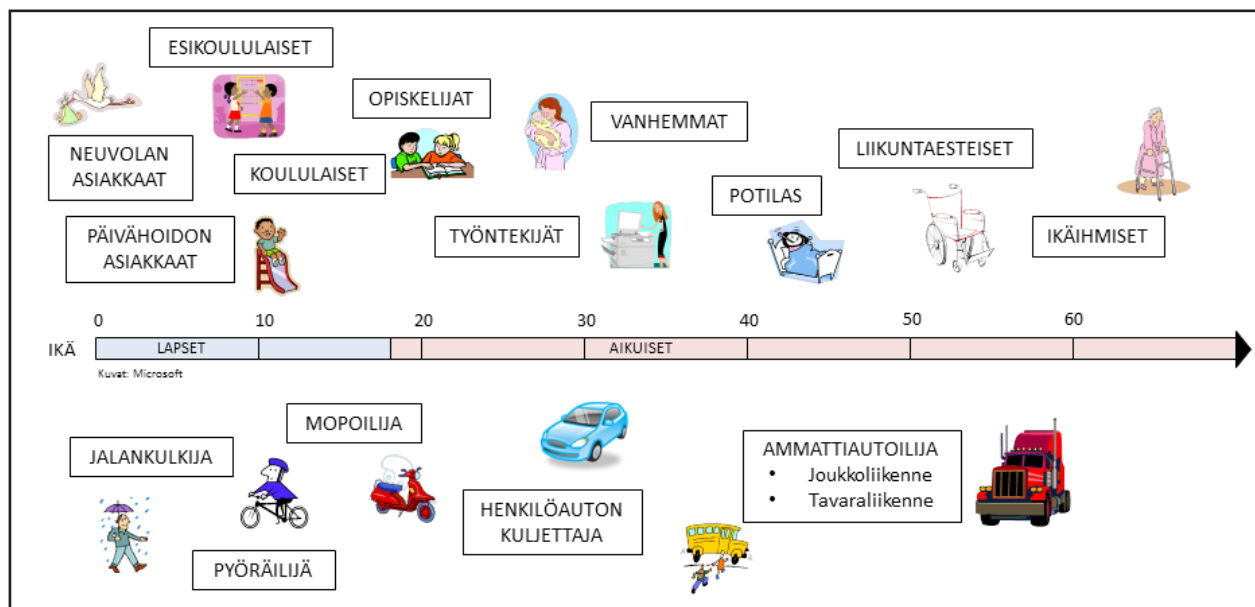 ESIKOULULAISET
OPISKELIJAT
VANHEMMAT
NEUVOLAN
ASIAKKAAT
KOULULAISET
LIIKUNTAESTEISET
POTILAS
PÄIVÄHOIDON
ASIAKKAAT
TYÖNTEKIJÄT
IKÄIHMISET
0 10 20 30 40 50 60
IKÄ LAPSET AIKUISET
Kuvat: Microsoft
MOPOILIJA
JALANKULKIJA
AMMATTIAUTOILIJA
• Joukkoliikenne
• Tavaraliikenne
HENKILÖAUTON
KULJETTAJA
PYÖRÄILIJÄ